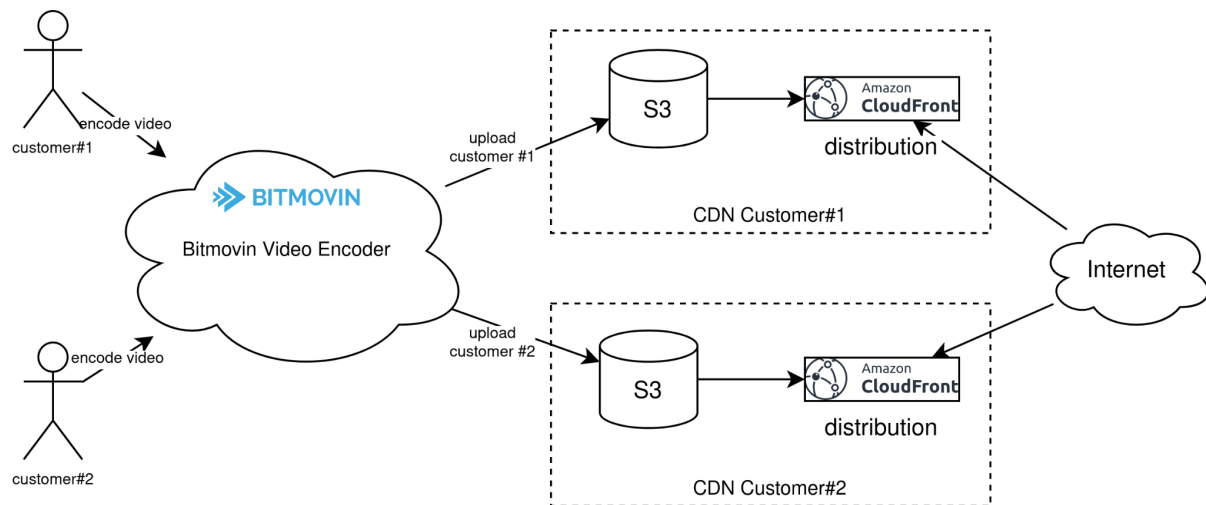 encode video
customer#1
BITMOVIN
Bitmovin Video Encoder
encode video
customer#2
upload
customer #1
S3
Amazon
CloudFront
distribution
CDN Customer#1
upload
customer #2
S3
Amazon
CloudFront
distribution
CDN Customer#2
Internet